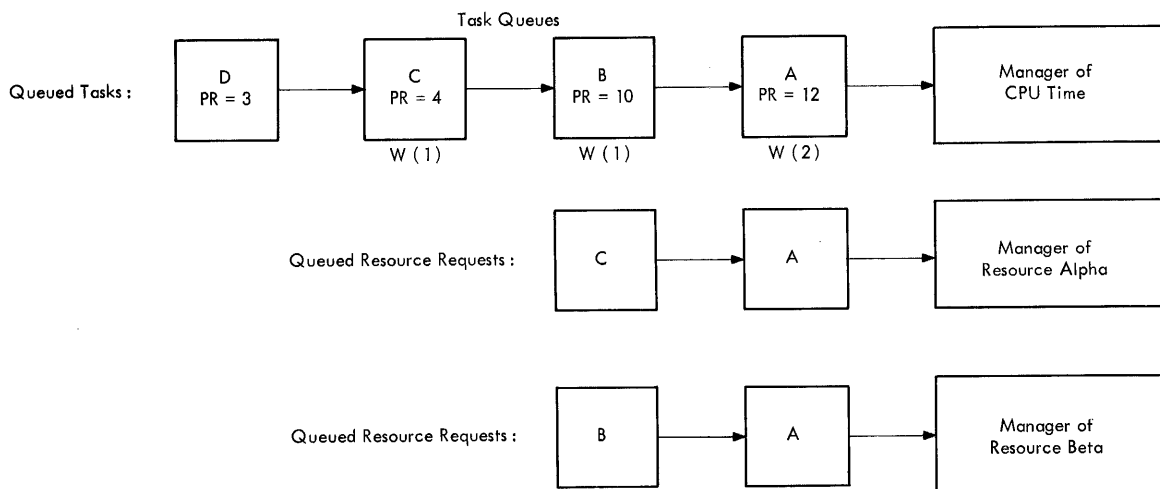 Task Queues
Queued Tasks :
D
PR = 3
C
PR = 4
B
PR = 10
A
PR = 12
Manager of
CPU Time
W ( 1 )
W ( 1 )
W ( 2 )
Queued Resource Requests :
C
A
Manager of
Resource Alpha
Queued Resource Requests :
B
A
Manager of
Resource Beta